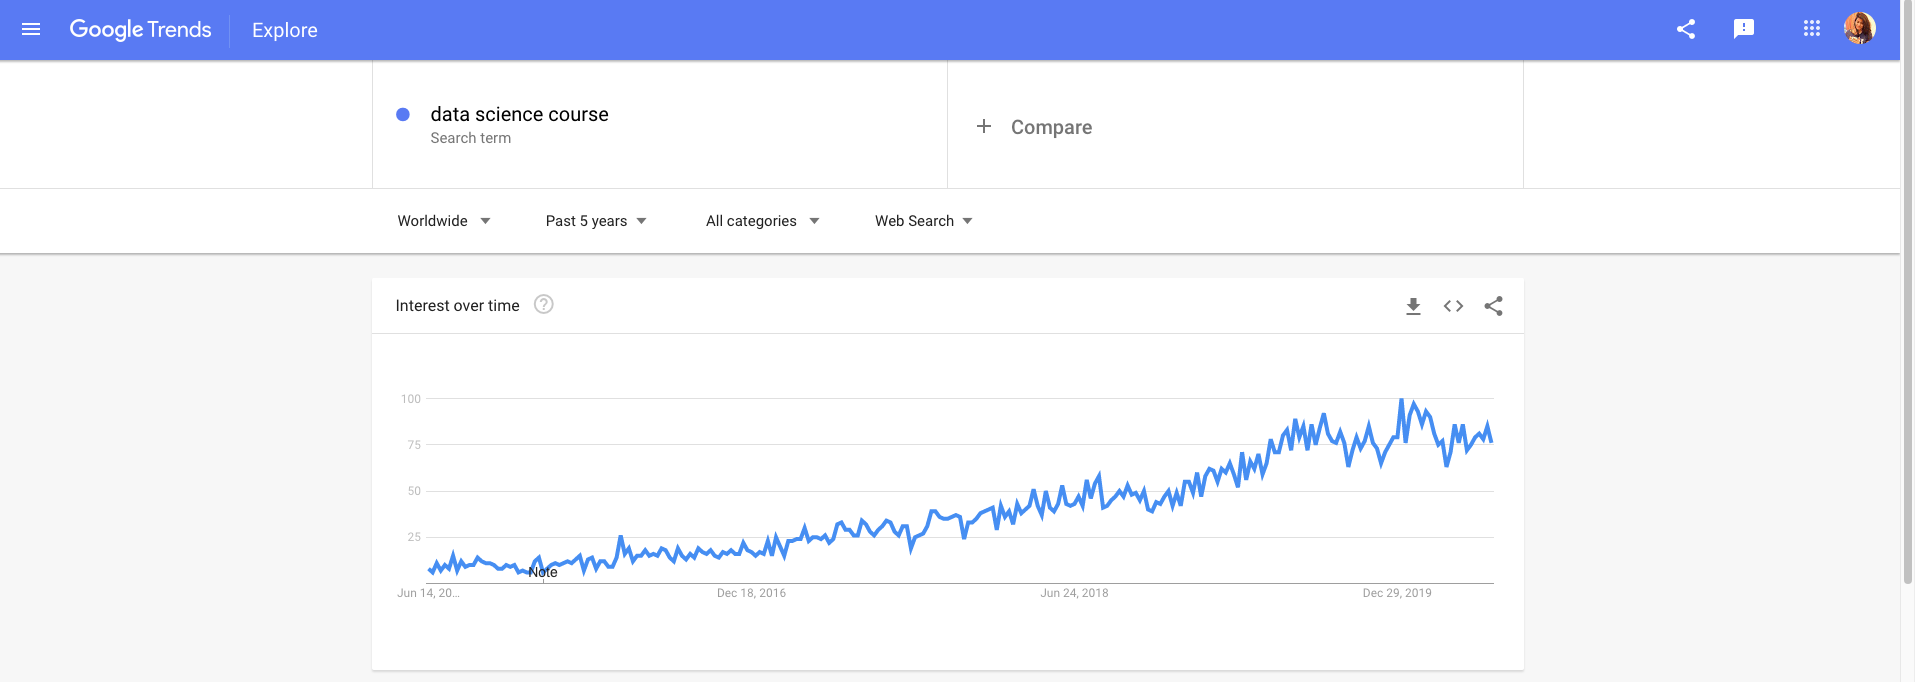 Google Trends Explore
data science course
Search term
Compare
Worldwide Past 5 years All categories Web Search
Interest over time
100
75
50
25
Note
Jun 14, 20... Dec 18, 2016 Jun 24, 2018 Dec 29, 2019